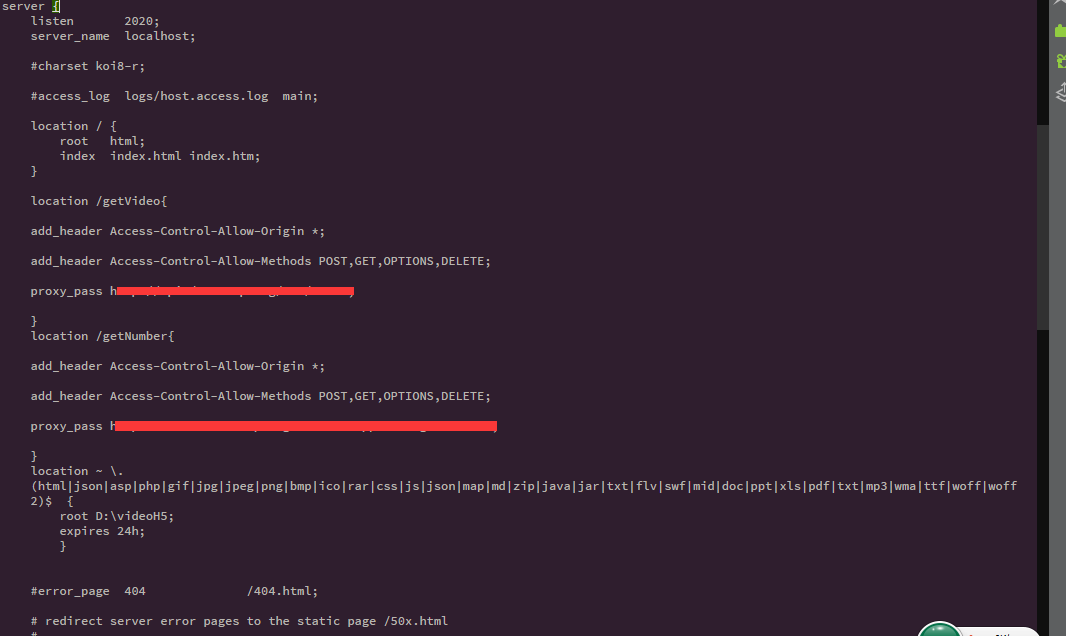 server {
listen 2020;
server_name localhost;
#charset koi8-r;
#access_log logs/host.access.log main;
location / {
root html;
index index.html index.htm;
}
location /getVideo{
add_header Access-Control-Allow-Origin *;
add_header Access-Control-Allow-Methods POST,GET,OPTIONS,DELETE;
proxy_pass
}
location /getNumber{
add_header Access-Control-Allow-Origin *;
add_header Access-Control-Allow-Methods POST,GET,OPTIONS,DELETE;
proxy_pass
}
location ~ \.
(html|json|asp|php|gif|jpg|jpeg|png|bmp|ico|rar|css|js|json|map|md|zip|java|jar|txt|flv|swf|mid|doc|ppt|xls|pdf|txt|mp3|wma|ttf|woff|woff
2)$ {
root D:\videoH5;
expires 24h;
}
#error_page 404 /404.html;
# redirect server error pages to the static page /50x.html
#